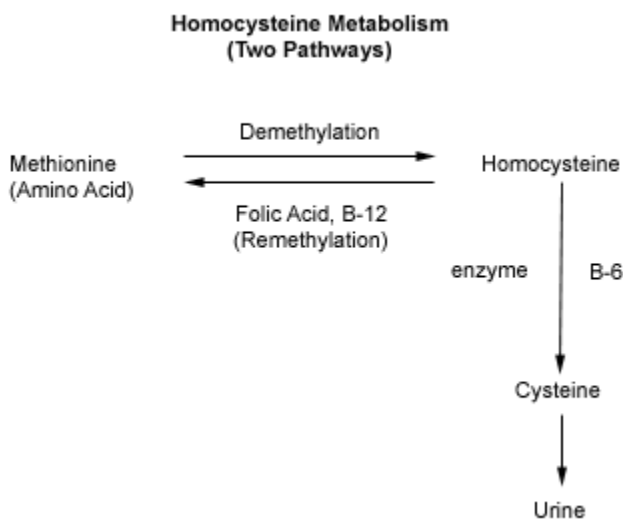 Homocysteine Metabolism
(Two Pathways)
Demethylation
Methionine
(Amino Acid)
Homocysteine
Folic Acid, B-12
(Remethylation)
enzyme
B-6
Cysteine
Urine